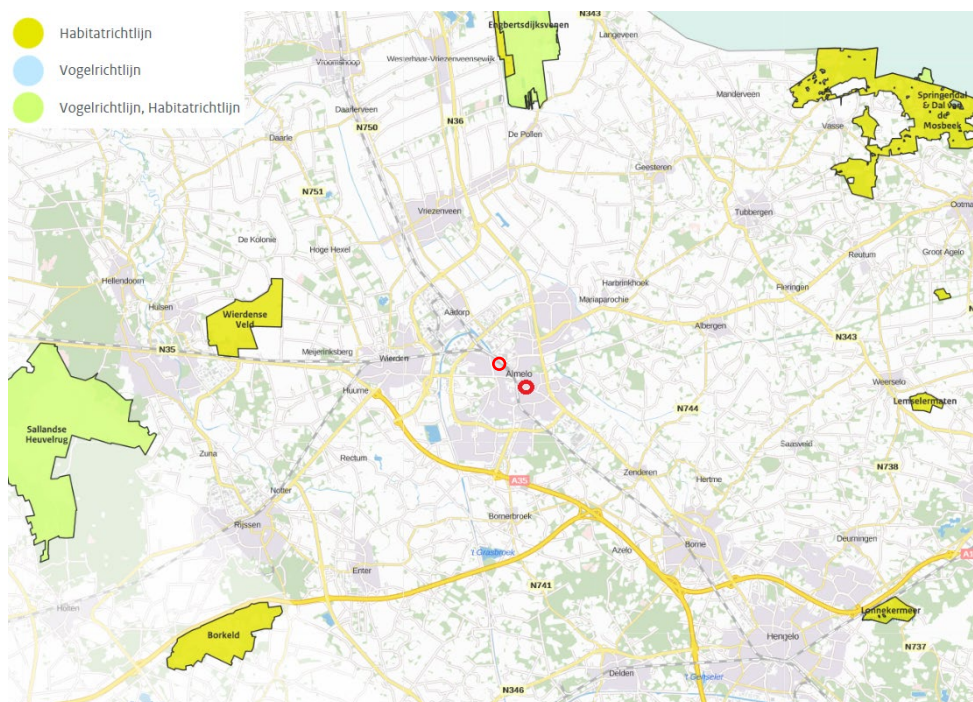 Habitatrichtlijn
Vogelrichtlijn
Vogelrichtlijn, Habitatrichtlijn
Engbertsdijksvenen
N343
Langeveen
Vroomshoop
Westerhaar-Vriezenveensewijk
Manderveen
Springendal
& Dal van
de
Mosbeek
Daarlerveen
N750
N36
De Pollen
Vasse
Daarle
Geesteren
N751
Vriezenveen
Tubbergen
De Kolonie
Hoge Hexel
Reutum
Groot Agelo
Hellendoorn
Harbrinkhoek
Fleringen
Mariaparochie
Hulsen
Wierdense
Veld
Aadorp
Albergen
N343
N35
Meijerinksberg
Wierden
Almelo
Weerselo
Huurne
Lemselermaten
N744
Sallandse
Heuvelrug
Zuna
Rectum
Saasveld
Zenderen
Hertme
N738
Notter
A35
Rijssen
Bornerbroek
Borne
Deurningen
Azelo
't Grasbroek
Enter
N741
Holten
Lonnekermeer
Borkeld
Hengelo
N737
Delden
N346